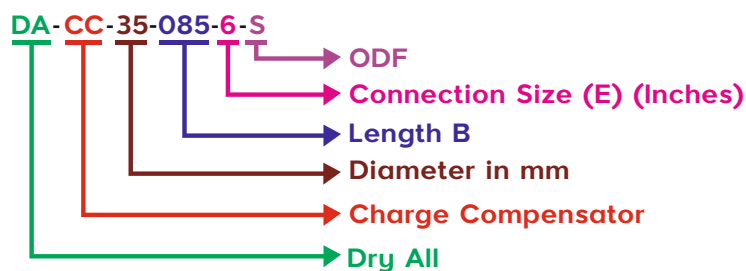 DA-CC-35-085-6-S
ODF
Connection Size (E) (Inches)
Length B
Diameter in mm
Charge Compensator
Dry All